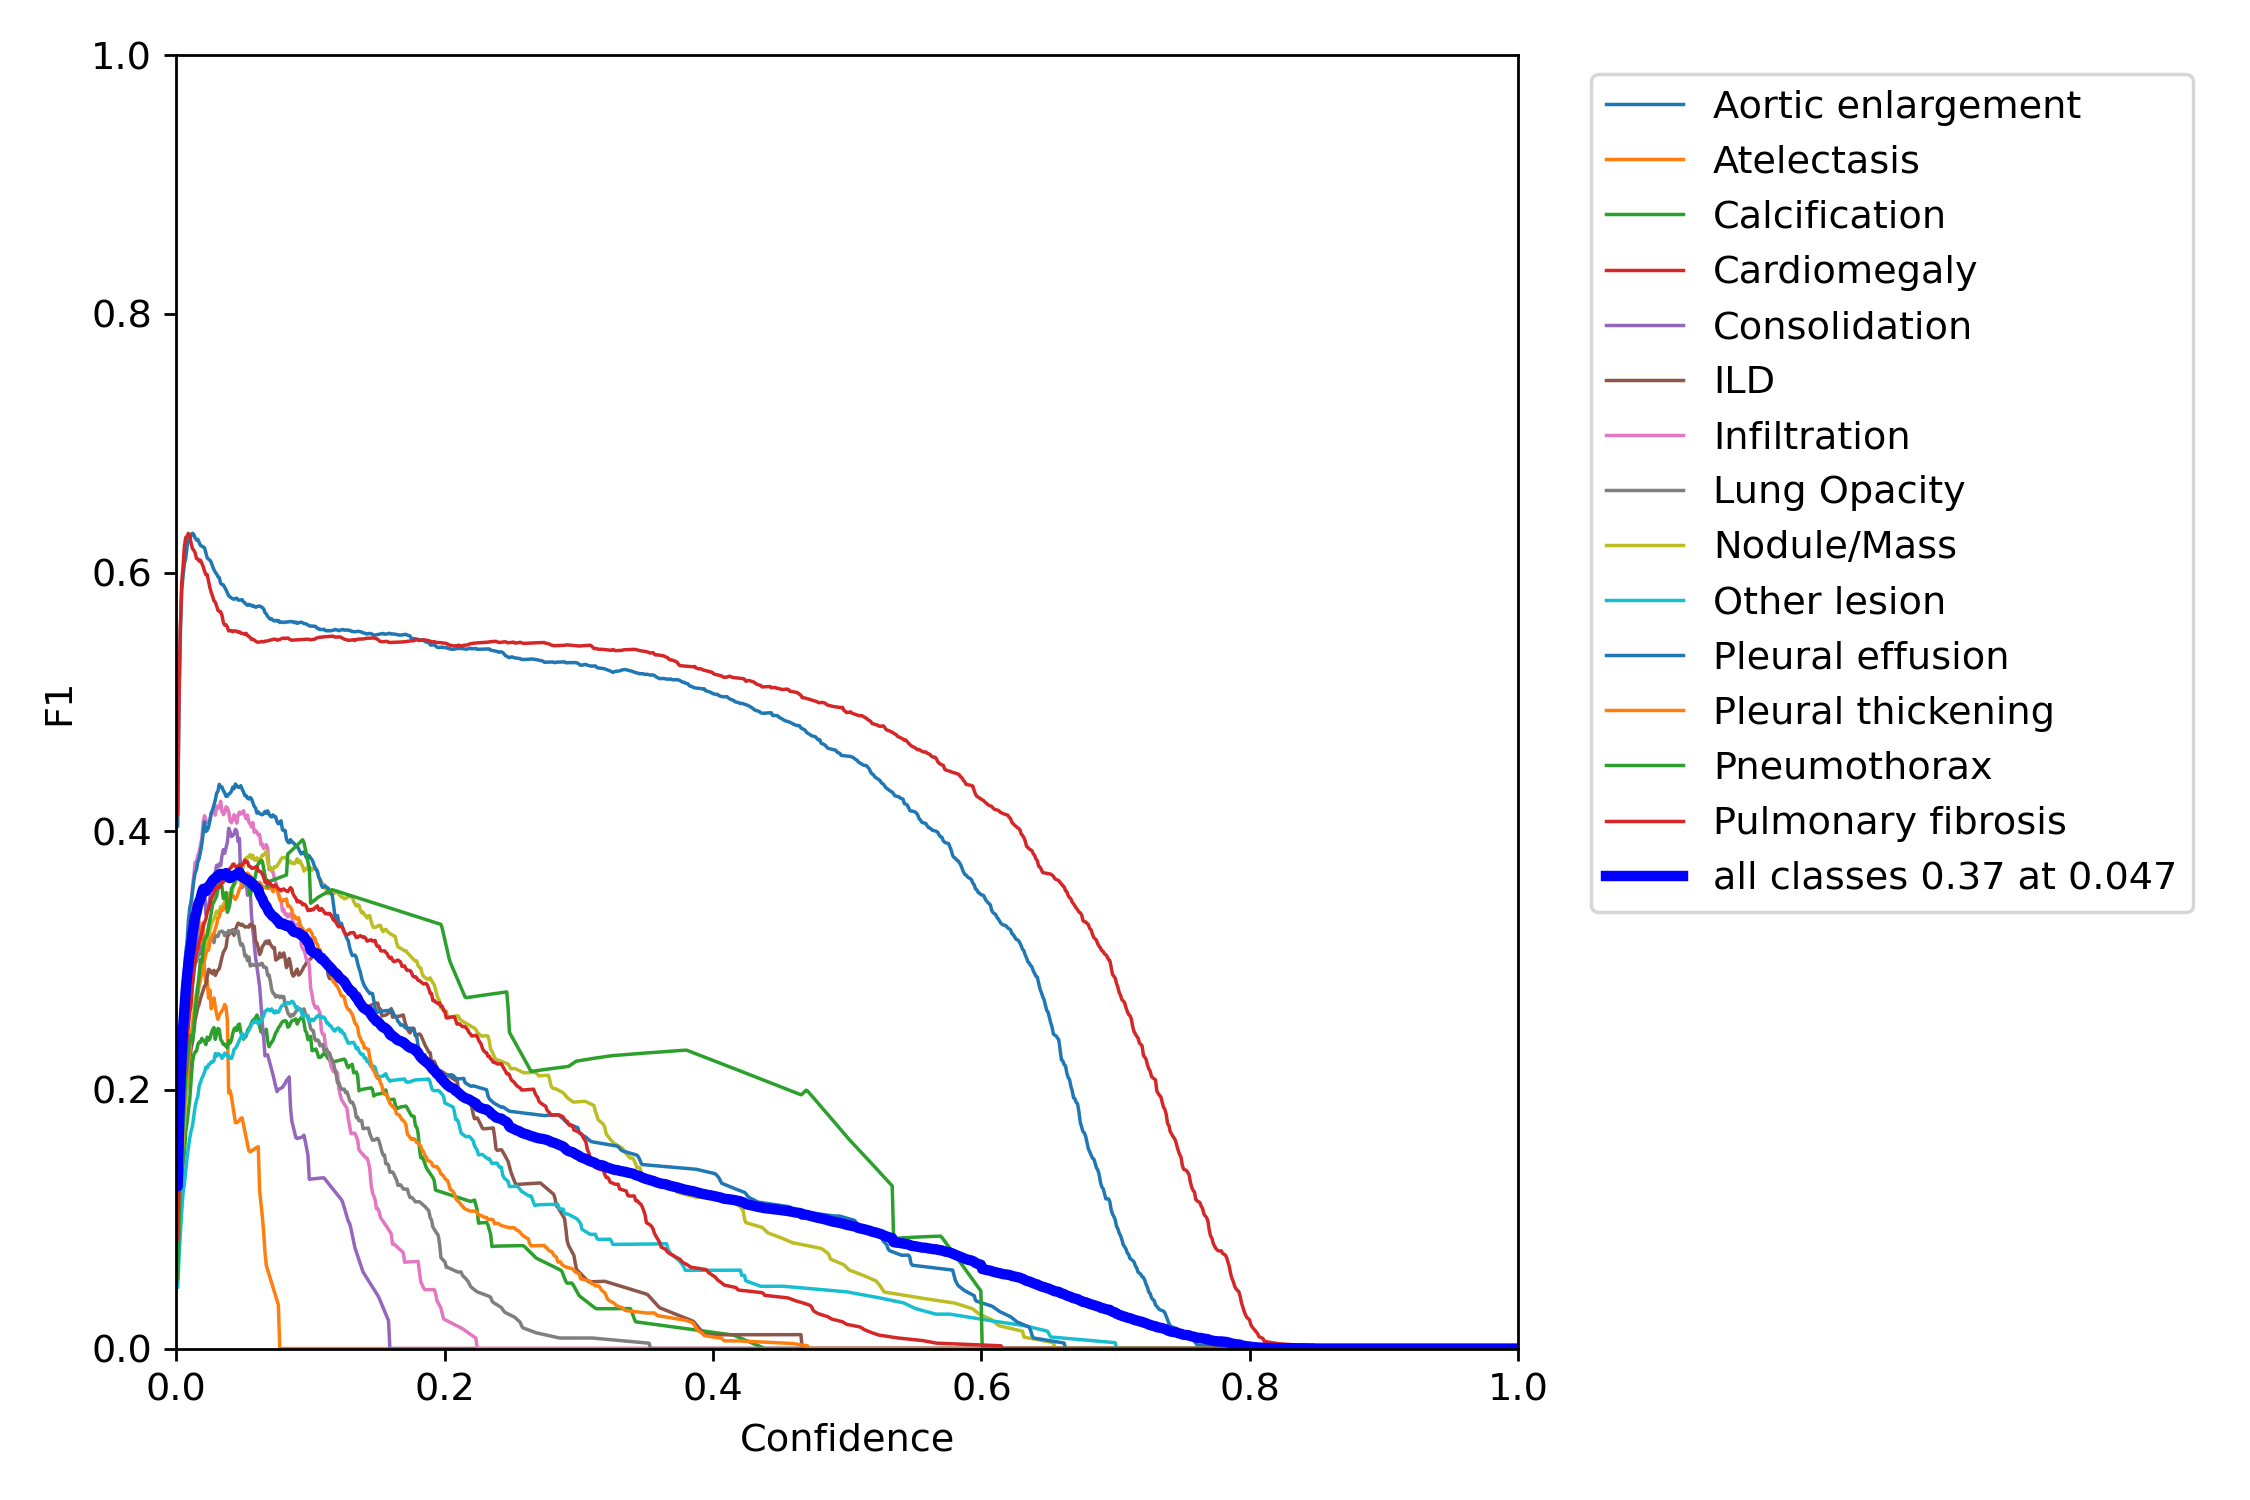 1.0
0.8
0.6
0.4
0.2
0.0
F1
0.0 0.2 0.4 0.6 0.8 1.0
Confidence
Aortic enlargement
Atelectasis
Calcification
Cardiomegaly
Consolidation
ILD
Infiltration
Lung Opacity
Nodule/Mass
Other lesion
Pleural effusion
Pleural thickening
Pneumothorax
Pulmonary fibrosis
all classes 0.37 at 0.047